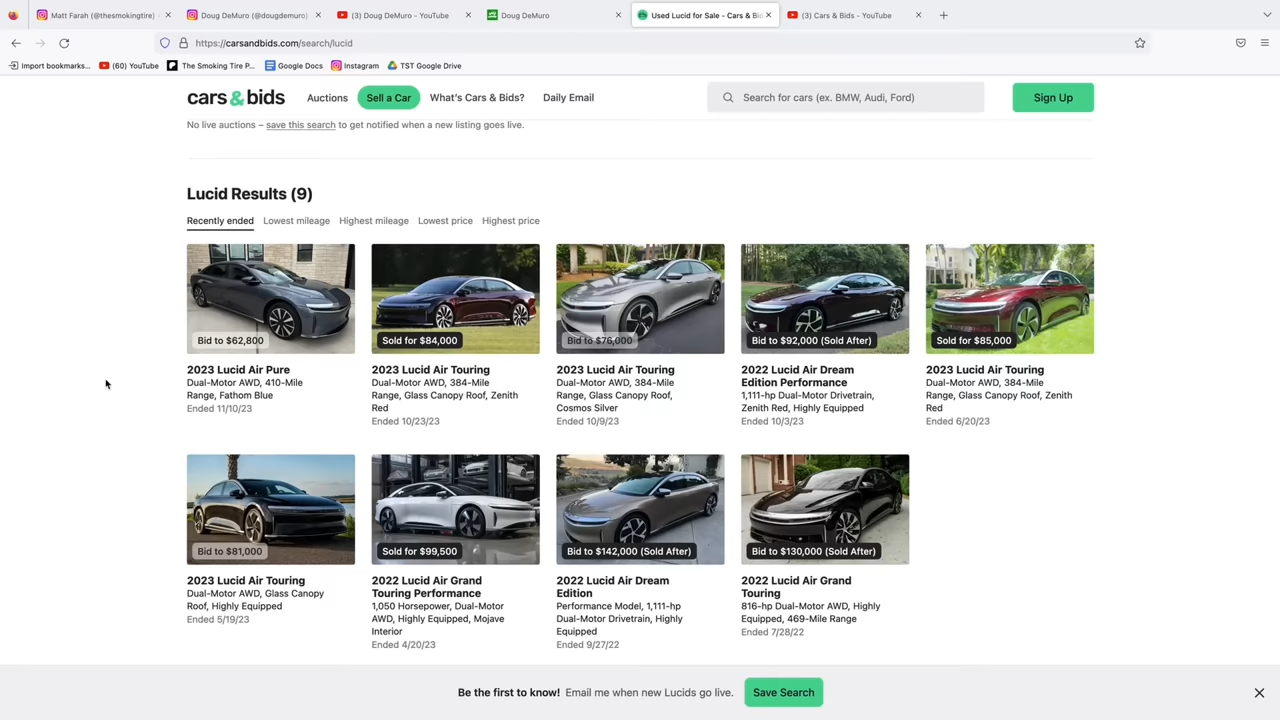 Matt Farah (@thesmokingtire)
Doug DeMuro (@dougdemuro)
(3) Doug DeMuro - YouTube
Doug DeMuro
Used Lucid for Sale - Cars & Bi
(3) Cars & Bids - YouTube
https://carsandbids.com/search/lucid
Import bookmarks...
(60) YouTube
The Smoking Tire P...
Google Docs
Instagram
TST Google Drive
cars & bids
Auctions
Sell a Car
What's Cars & Bids?
Daily Email
Search for cars (ex. BMW, Audi, Ford)
Sign Up
No live auctions – save this search to get notified when a new listing goes live.
Lucid Results (9)
Recently ended
Lowest mileage
Highest mileage
Lowest price
Highest price
Bid to $62,800
2023 Lucid Air Pure
Dual-Motor AWD, 410-Mile
Range, Fathom Blue
Ended 11/10/23
Sold for $84,000
2023 Lucid Air Touring
Dual-Motor AWD, 384-Mile
Range, Glass Canopy Roof, Zenith
Red
Ended 10/23/23
Bid to $76,000
2023 Lucid Air Touring
Dual-Motor AWD, 384-Mile
Range, Glass Canopy Roof,
Cosmos Silver
Ended 10/9/23
Bid to $92,000 (Sold After)
2022 Lucid Air Dream
Edition Performance
1,111-hp Dual-Motor Drivetrain,
Zenith Red, Highly Equipped
Ended 10/3/23
Sold for $85,000
2023 Lucid Air Touring
Dual-Motor AWD, 384-Mile
Range, Glass Canopy Roof, Zenith
Red
Ended 6/20/23
Bid to $81,000
2023 Lucid Air Touring
Dual-Motor AWD, Glass Canopy
Roof, Highly Equipped
Ended 5/19/23
Sold for $99,500
2022 Lucid Air Grand
Touring Performance
1,050 Horsepower, Dual-Motor
AWD, Highly Equipped, Mojave
Interior
Ended 4/20/23
Bid to $142,000 (Sold After)
2022 Lucid Air Dream
Edition
Performance Model, 1,111-hp
Dual-Motor Drivetrain, Highly
Equipped
Ended 9/27/22
Bid to $130,000 (Sold After)
2022 Lucid Air Grand
Touring
816-hp Dual-Motor AWD, Highly
Equipped, 469-Mile Range
Ended 7/28/22
Be the first to know! Email me when new Lucids go live.
Save Search